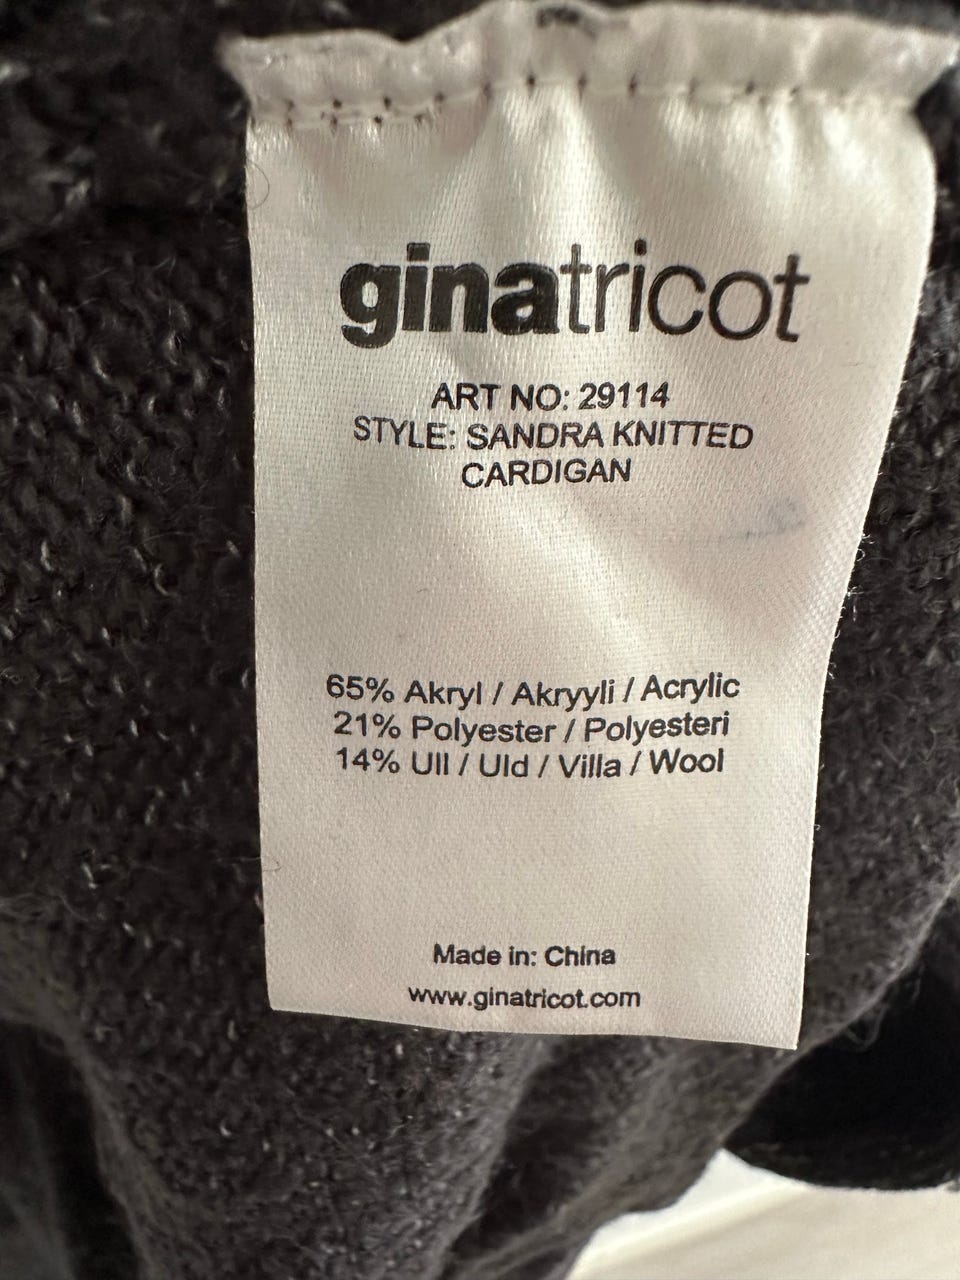 ginatricot
ART NO: 29114
STYLE: SANDRA KNITTED
CARDIGAN
65% Akryl / Akryyli / Acrylic
21% Polyester / Polyesteri
14% Ull / Uld / Villa / Wool
Made in: China
www.ginatricot.com